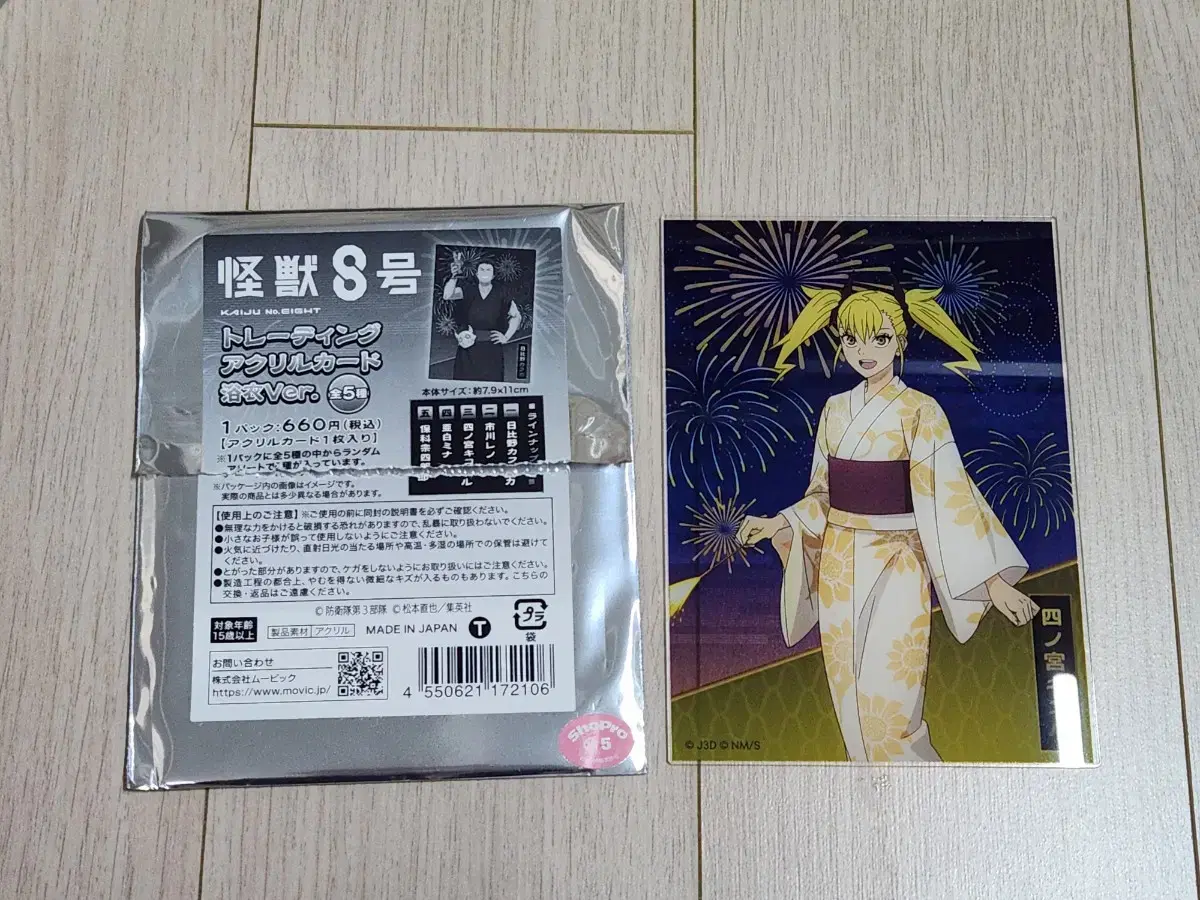 怪獣8号
KAIJU No.EIGHT
トレーディング
アクリルカード
浴衣Ver. 全5種
1パック:660円(税込)
【アクリルカード1枚入り】
※1パックに全5種の中からランダム
※パッケージ内の画像はイメージです。
実際の商品とは多少異なる場合があります。
本体サイズ:約7.9×11cm
ラインナップ
一 日比野カフカ
二 市川レノ
三 四ノ宮キコル
四 亜白ミナ
五 保科宗四郎
【使用上のご注意】※ご使用の前に同封の説明書を必ずご確認ください。
●無理な力をかけると破損する恐れがありますので、乱暴に取り扱わないでください。
●小さなお子様が誤って使用しないようにご注意ください。
●火気に近づけたり、直射日光の当たる場所や高温・多湿の場所での保管は避けて
ください。
●とがった部分がありますので、ケガをしないようにお取り扱いにはご注意ください。
●製造工程の都合上、やむを得ない微細なキズが入るものもあります。こちらの
交換・返品はご遠慮ください。
©防衛隊第3部隊 ©松本直也/集英社
対象年齢
15歳以上
製品素材 アクリル
MADE IN JAPAN
T
プラ
袋
お問い合わせ
株式会社ムービック
https://www.movic.jp/
4 550621 172106
ShoPro
5
四ノ宮
© J3D © NM/S